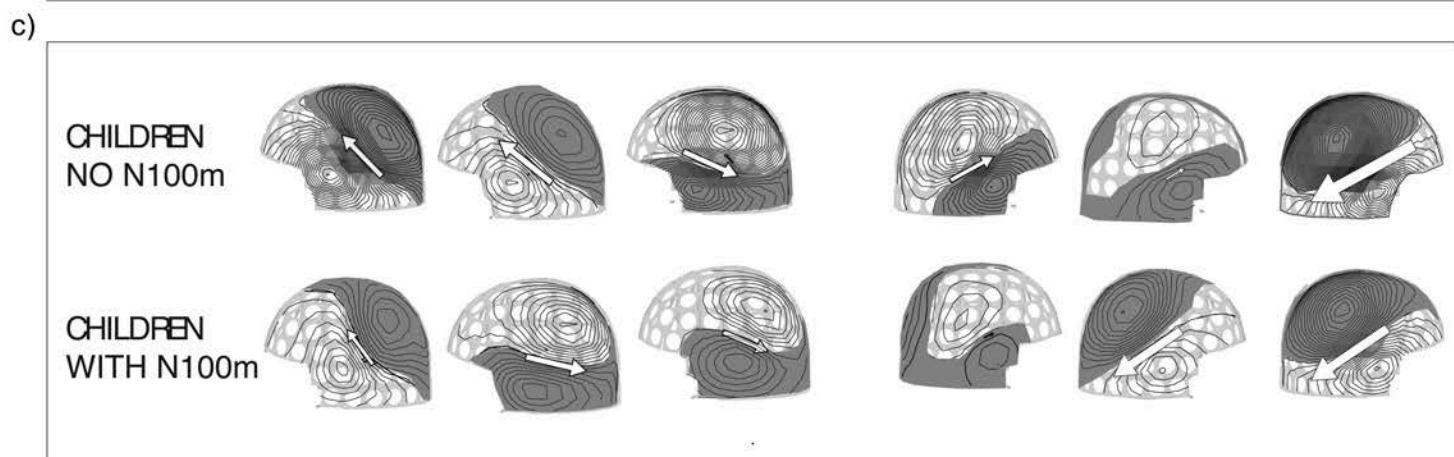 c)
CHILDREN
NO N100m
CHILDREN
WITH N100m